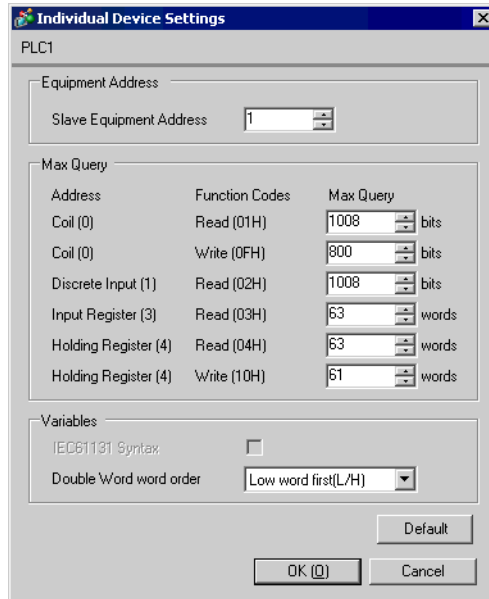 Individual Device Settings
PLC1
Equipment Address
Slave Equipment Address 1
Max Query
Address Function Codes Max Query
Coil (0) Read (01H) 1008 bits
Coil (0) Write (0FH) 800 bits
Discrete Input (1) Read (02H) 1008 bits
Input Register (3) Read (03H) 63 words
Holding Register (4) Read (04H) 63 words
Holding Register (4) Write (10H) 61 words
Variables
IEC61131 Syntax
Double Word word order Low word first(L/H)
Default
OK (O) Cancel